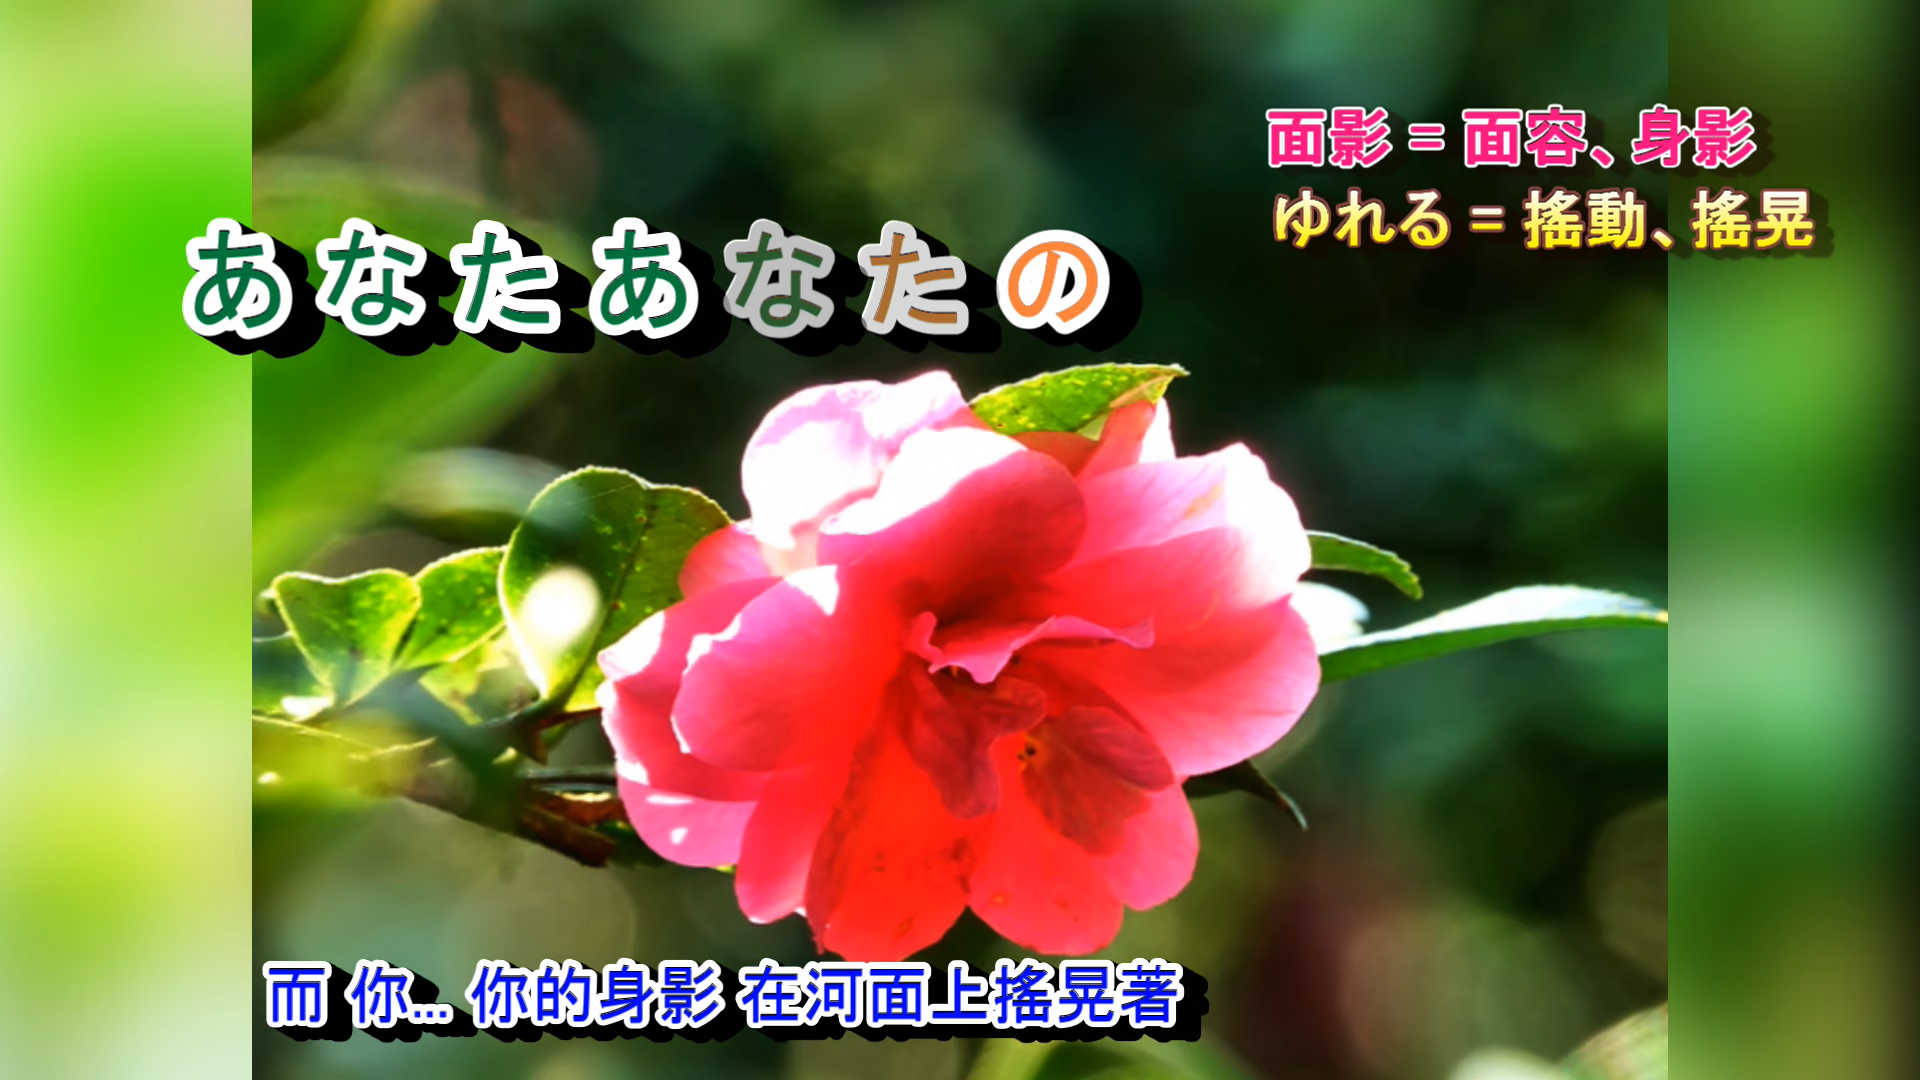 面影 = 面容、身影
ゆれる = 搖動、搖晃
あなたあなたの
而 你... 你的身影 在河面上搖晃著